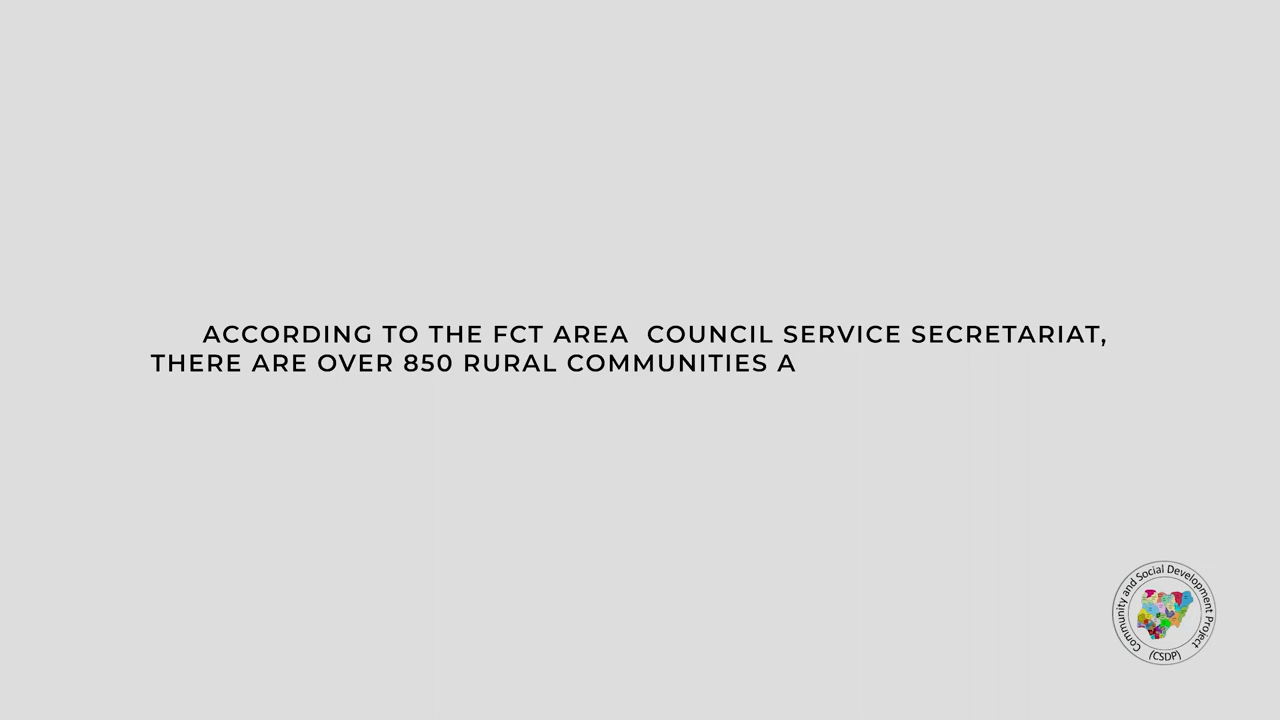 ACCORDING TO THE FCT AREA  COUNCIL SERVICE SECRETARIAT,
THERE ARE OVER 850 RURAL COMMUNITIES A
Community and Social Development Project
(CSDP)